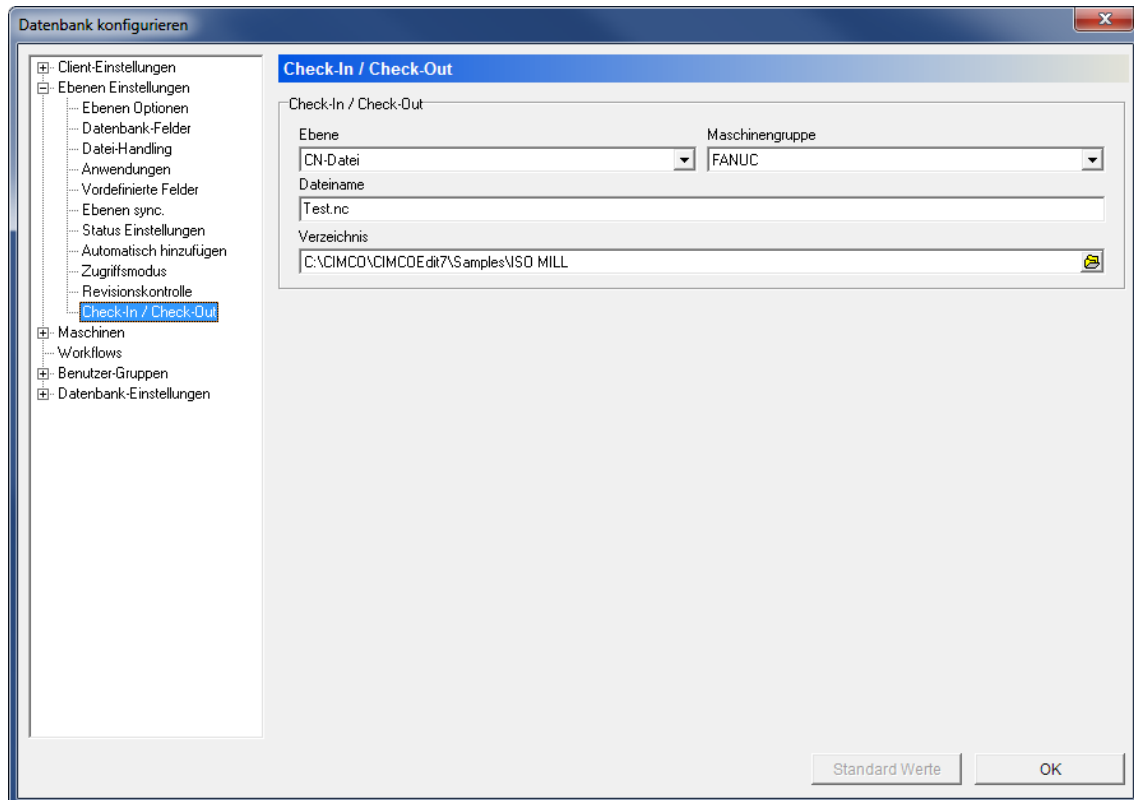 Datenbank konfigurieren
Client-Einstellungen
Ebenen Einstellungen
Ebenen Optionen
Datenbank-Felder
Datei-Handling
Anwendungen
Vordefinierte Felder
Ebenen sync.
Status Einstellungen
Automatisch hinzufügen
Zugriffsmodus
Revisionskontrolle
Check-In / Check-Out
Maschinen
Workflows
Benutzer-Gruppen
Datenbank-Einstellungen
Check-In / Check-Out
Check-In / Check-Out
Ebene Maschinengruppe
CN-Datei FANUC
Dateiname
Test.nc
Verzeichnis
C:\CIMCO\CIMCOEdit7\Samples\ISO MILL
Standard Werte OK